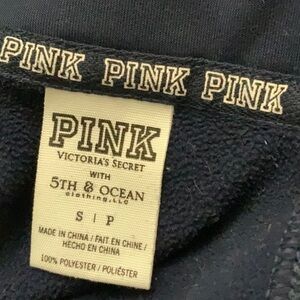 PINK PINK PINK
PINK
VICTORIA'S SECRET
WITH
5TH & OCEAN
clothing, LLC
S | P
MADE IN CHINA / FAIT EN CHINE /
HECHO EN CHINA
100% POLYESTER / POLIÉSTER